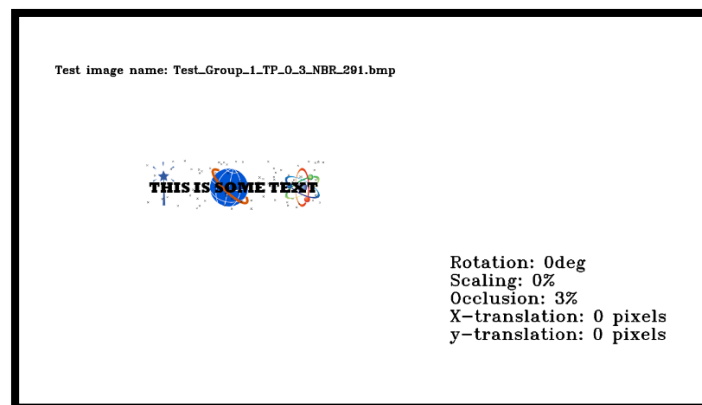 Test image name: Test_Group_1_TP_0_3_NBR_291.bmp
THIS IS SOME TEXT
Rotation: 0deg
Scaling: 0%
Occlusion: 3%
X-translation: 0 pixels
y-translation: 0 pixels